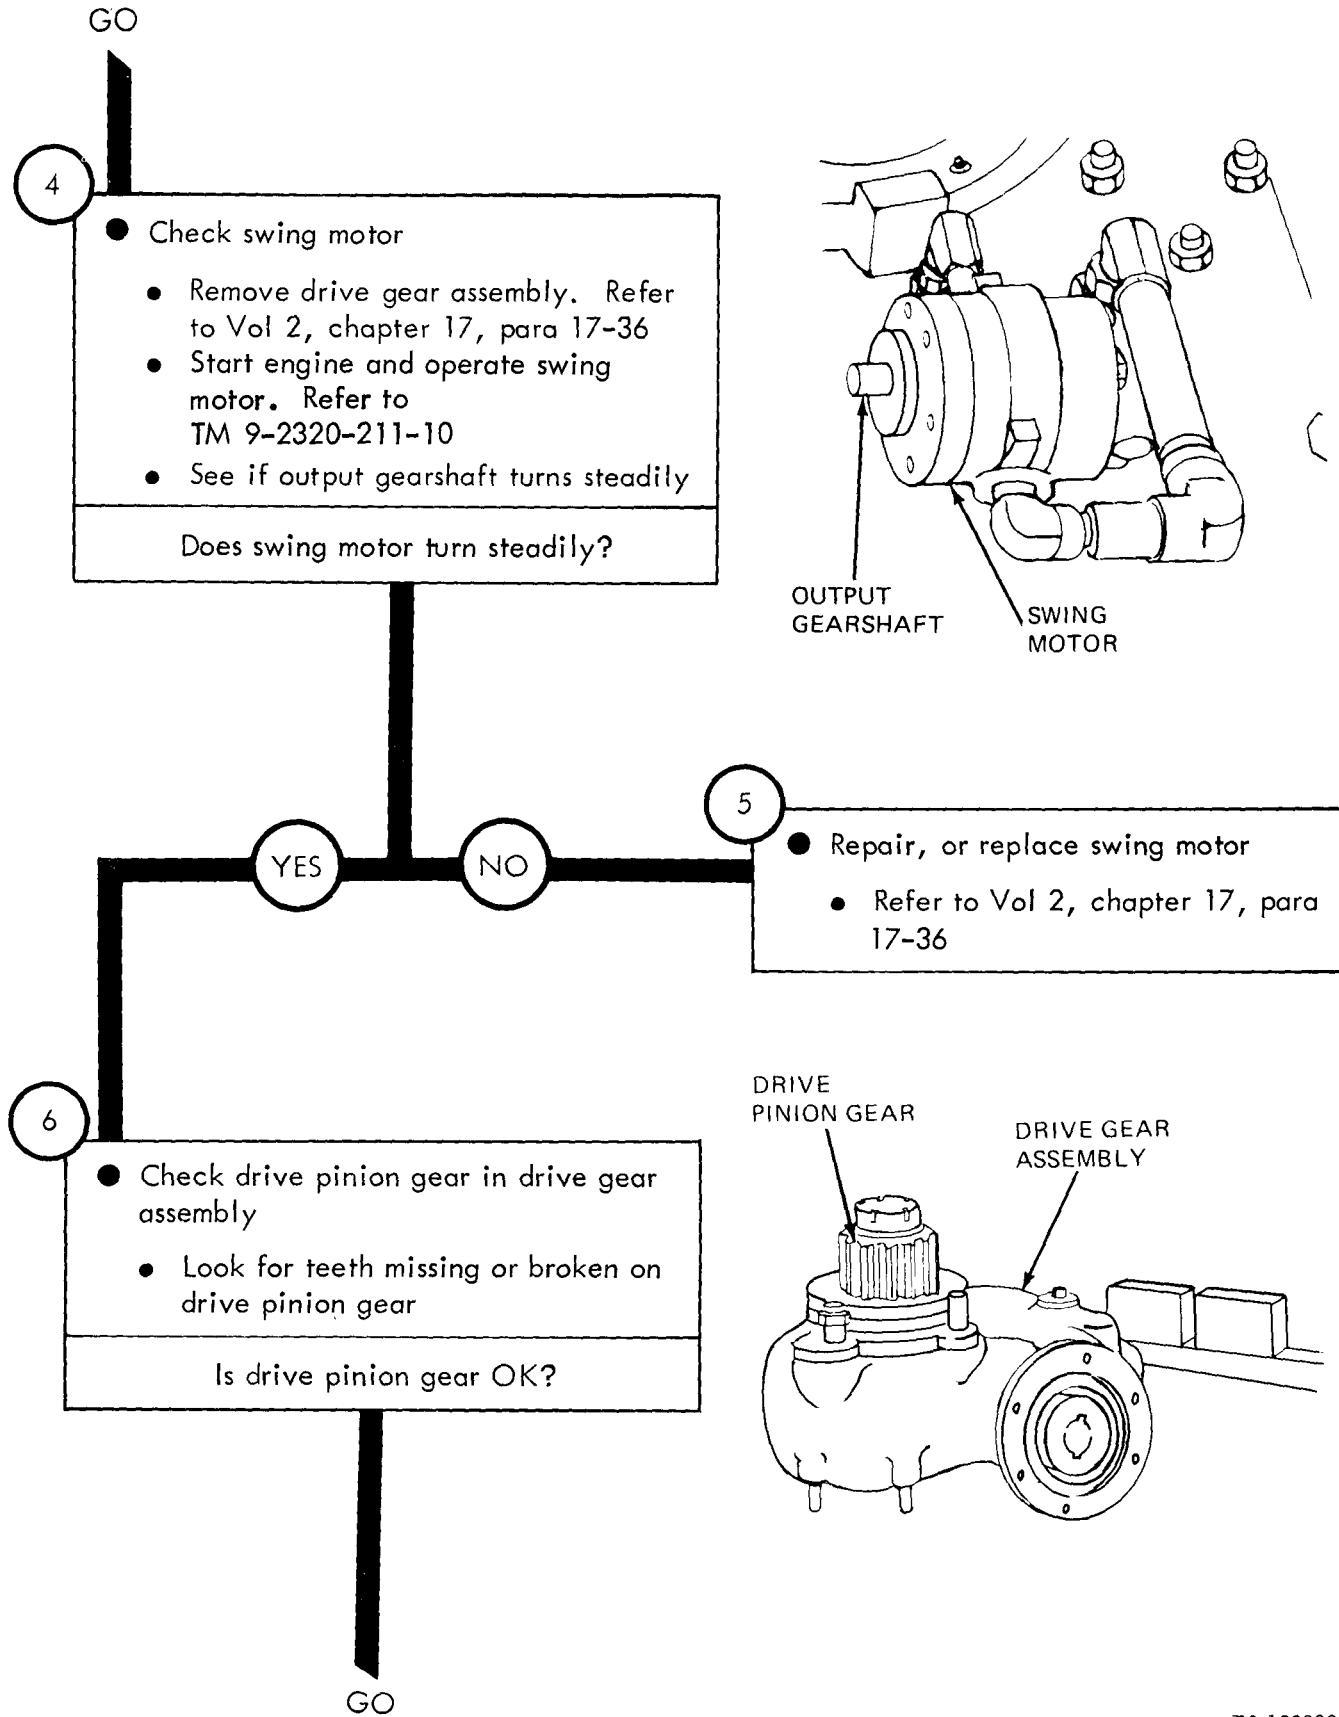 GO
4
● Check swing motor
● Remove drive gear assembly. Refer
to Vol 2, chapter 17, para 17-36
● Start engine and operate swing
motor. Refer to
TM 9-2320-211-10
● See if output gearshaft turns steadily
Does swing motor turn steadily?
OUTPUT
GEARSHAFT
SWING
MOTOR
YES
NO
5
● Repair, or replace swing motor
● Refer to Vol 2, chapter 17, para
17-36
6
● Check drive pinion gear in drive gear
assembly
● Look for teeth missing or broken on
drive pinion gear
Is drive pinion gear OK?
DRIVE
PINION GEAR
DRIVE GEAR
ASSEMBLY
GO